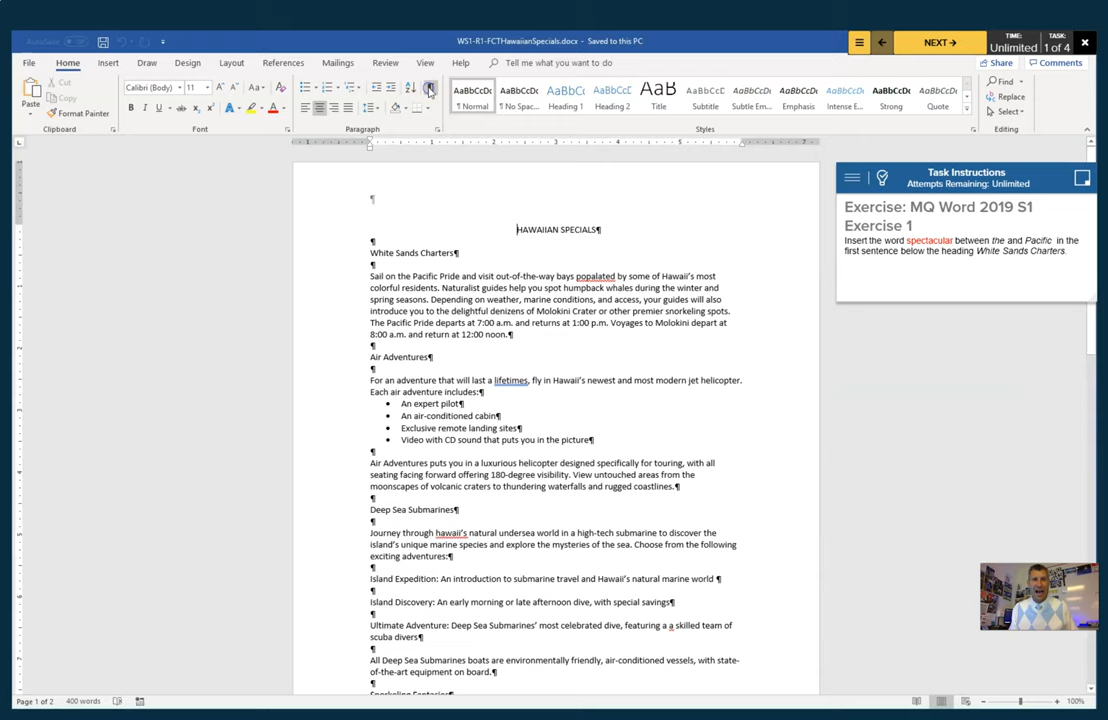 AutoSave
WS1-R1-FCTHawaiianSpecials.docx - Saved to this PC
NEXT→
TIME: Unlimited
TASK: 1 of 4
File Home Insert Draw Design Layout References Mailings Review View Help Tell me what you want to do
Share Comments
Paste
Cut
Copy
Format Painter
Clipboard
Calibri (Body) 11
Font
Paragraph
AaBbCcDc AaBbCcDc AaBbCc AaBbCcD AaB AaBbCcD AaBbCcDc AaBbCcDc AaBbCcDc AaBbCcDc AaBbCcDc
¶ Normal ¶ No Spac... Heading 1 Heading 2 Title Subtitle Subtle Em... Emphasis Intense E... Strong Quote
Styles
Find
Replace
Select
Editing
Task Instructions
Attempts Remaining: Unlimited
Exercise: MQ Word 2019 S1
Exercise 1
Insert the word spectacular between the and Pacific in the
first sentence below the heading White Sands Charters.
¶
HAWAIIAN SPECIALS¶
¶
White Sands Charters¶
¶
Sail on the Pacific Pride and visit out-of-the-way bays popalated by some of Hawaii's most
colorful residents. Naturalist guides help you spot humpback whales during the winter and
spring seasons. Depending on weather, marine conditions, and access, your guides will also
introduce you to the delightful denizens of Molokini Crater or other premier snorkeling spots.
The Pacific Pride departs at 7:00 a.m. and returns at 1:00 p.m. Voyages to Molokini depart at
8:00 a.m. and return at 12:00 noon.¶
¶
Air Adventures¶
¶
For an adventure that will last a lifetimes, fly in Hawaii's newest and most modern jet helicopter.
Each air adventure includes:¶
• An expert pilot¶
• An air-conditioned cabin¶
• Exclusive remote landing sites¶
• Video with CD sound that puts you in the picture¶
¶
Air Adventures puts you in a luxurious helicopter designed specifically for touring, with all
seating facing forward offering 180-degree visibility. View untouched areas from the
moonscapes of volcanic craters to thundering waterfalls and rugged coastlines.¶
¶
Deep Sea Submarines¶
¶
Journey through hawaii's natural undersea world in a high-tech submarine to discover the
island's unique marine species and explore the mysteries of the sea. Choose from the following
exciting adventures:¶
¶
Island Expedition: An introduction to submarine travel and Hawaii's natural marine world ¶
¶
Island Discovery: An early morning or late afternoon dive, with special savings¶
¶
Ultimate Adventure: Deep Sea Submarines' most celebrated dive, featuring a a skilled team of
scuba divers¶
¶
All Deep Sea Submarines boats are environmentally friendly, air-conditioned vessels, with state-
of-the-art equipment on board.¶
¶
Snorkeling Fantasies¶
Page 1 of 2 400 words
100%